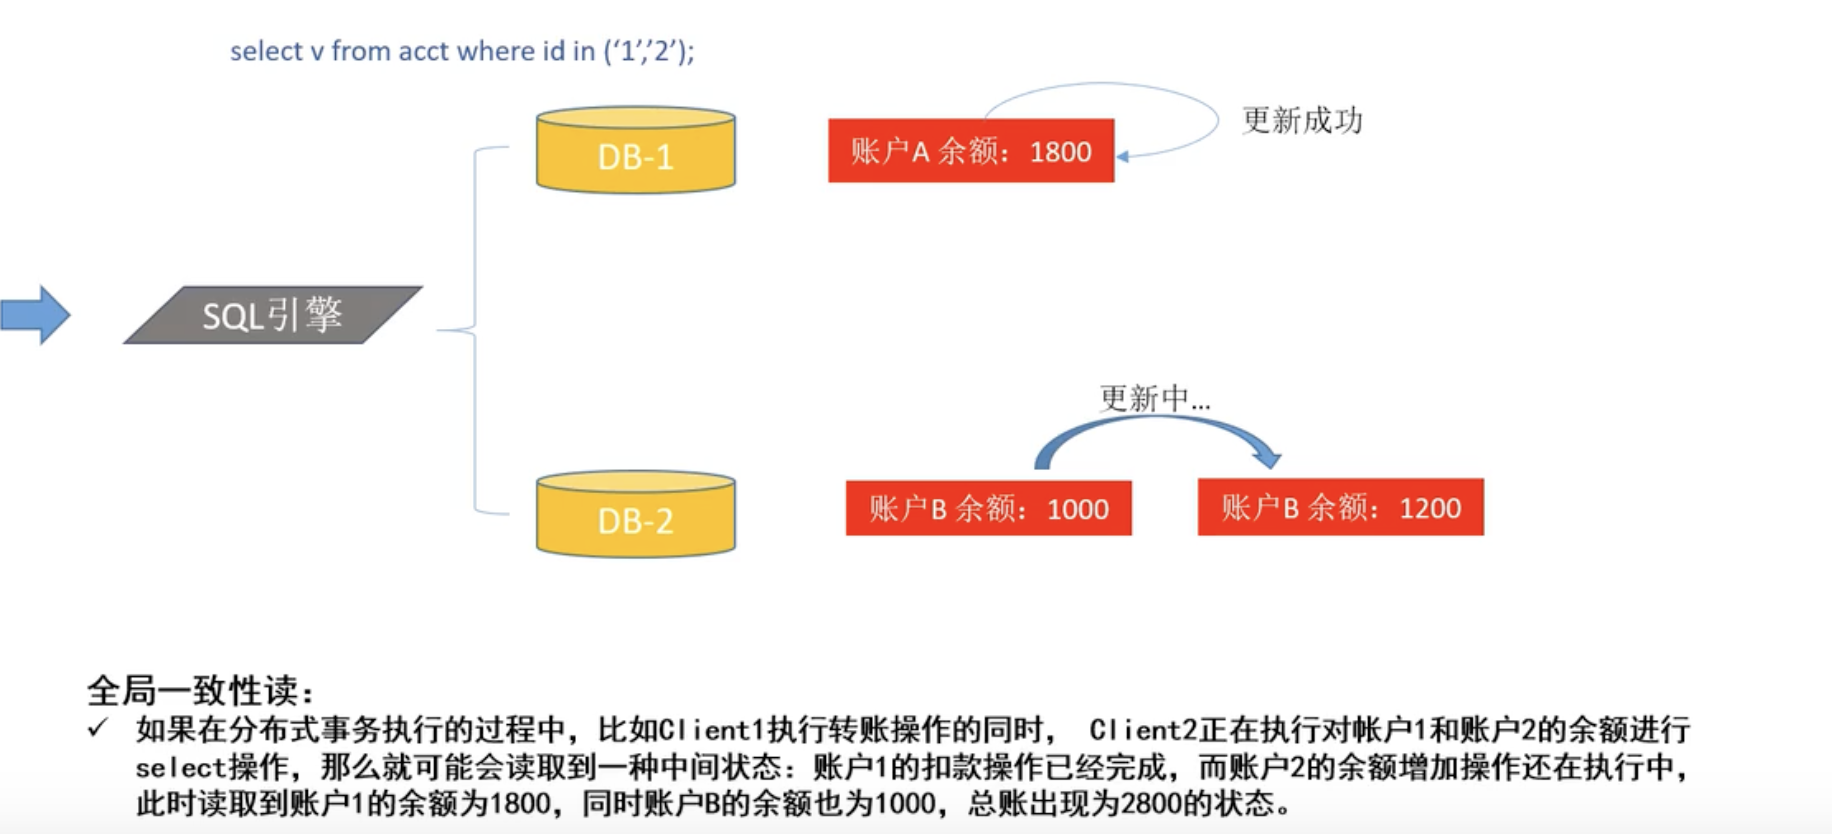 select v from acct where id in (‘1’,’2’);
DB-1
账户A 余额：1800
更新成功
SQL引擎
更新中...
DB-2
账户B 余额：1000
账户B 余额：1200
全局一致性读：
✓ 如果在分布式事务执行的过程中，比如Client1执行转账操作的同时， Client2正在执行对帐户1和账户2的余额进行
select操作，那么就可能会读取到一种中间状态：账户1的扣款操作已经完成，而账户2的余额增加操作还在执行中，
此时读取到账户1的余额为1800，同时账户B的余额也为1000，总账出现为2800的状态。